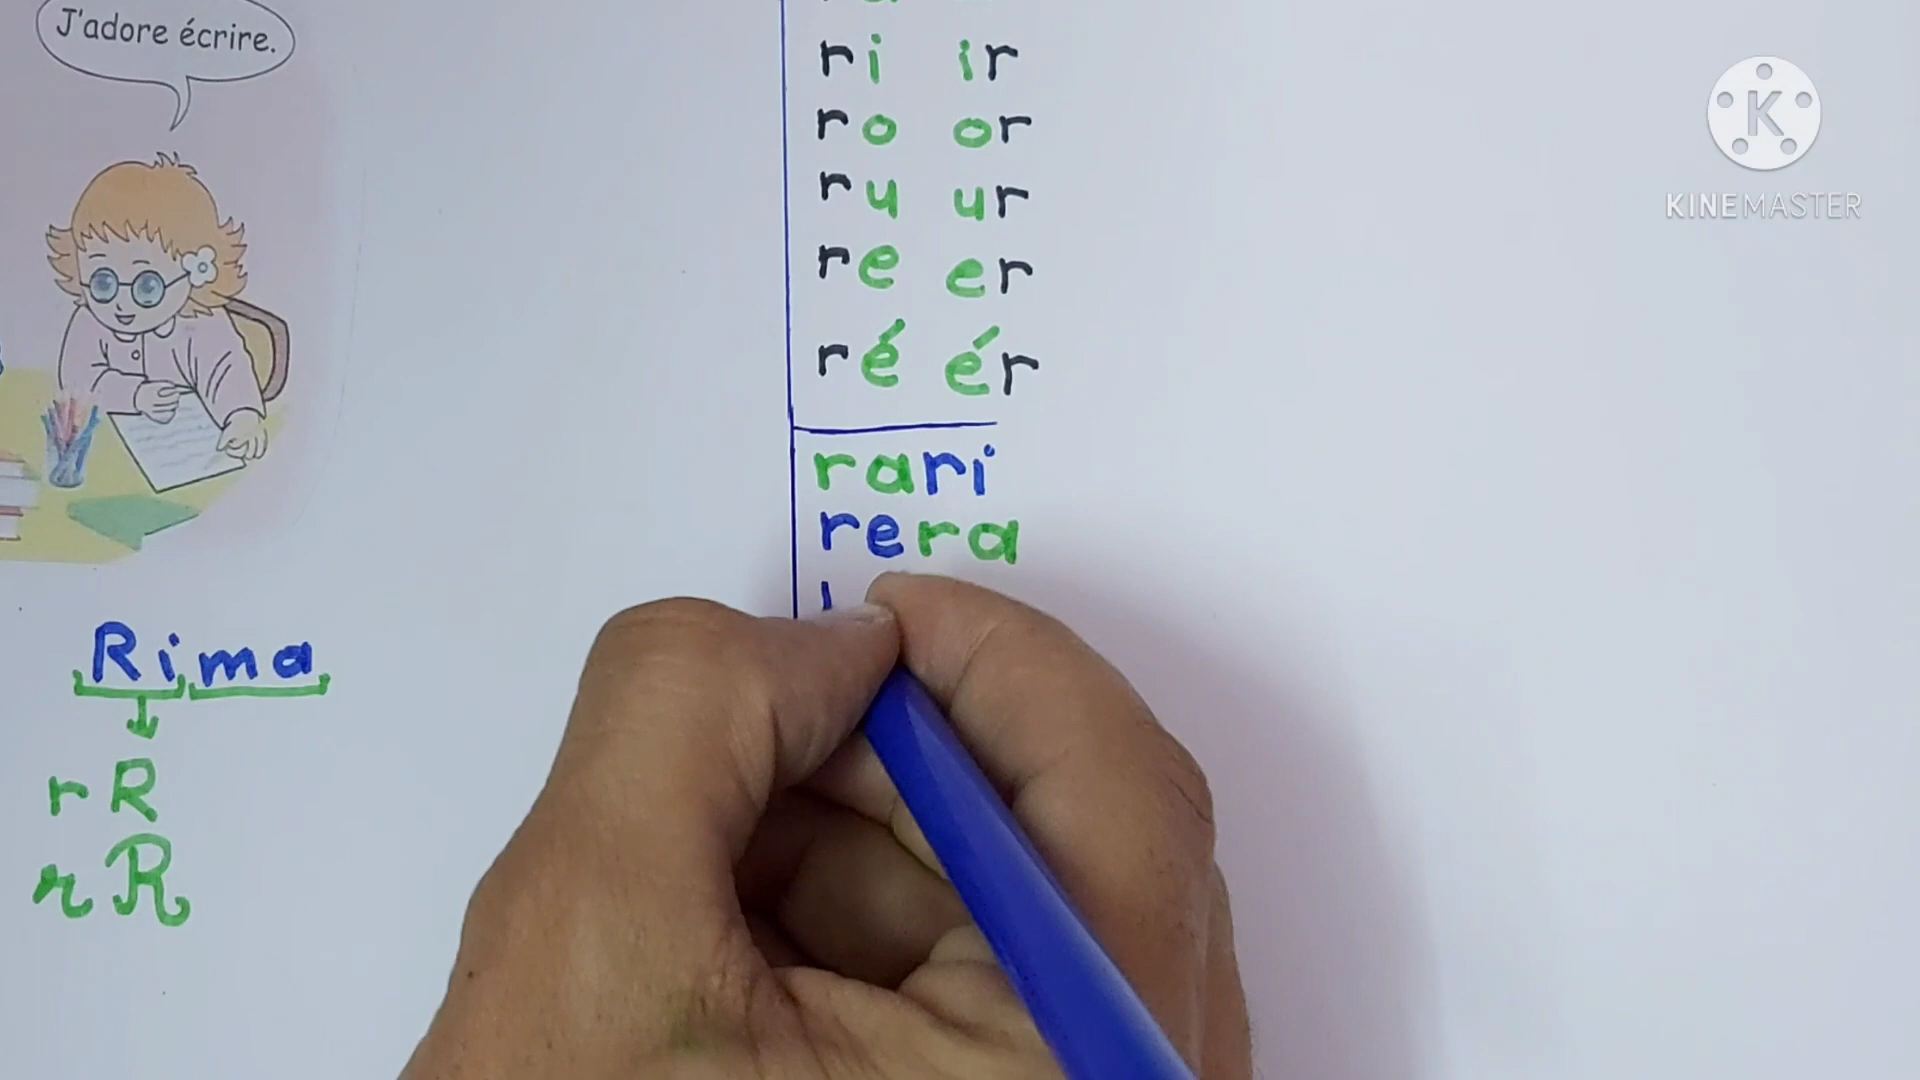 J'adore écrire.
ri ir
ro or
ru ur
re er
ré ér
rari
rera
Rima
r R
r R
KINEMASTER